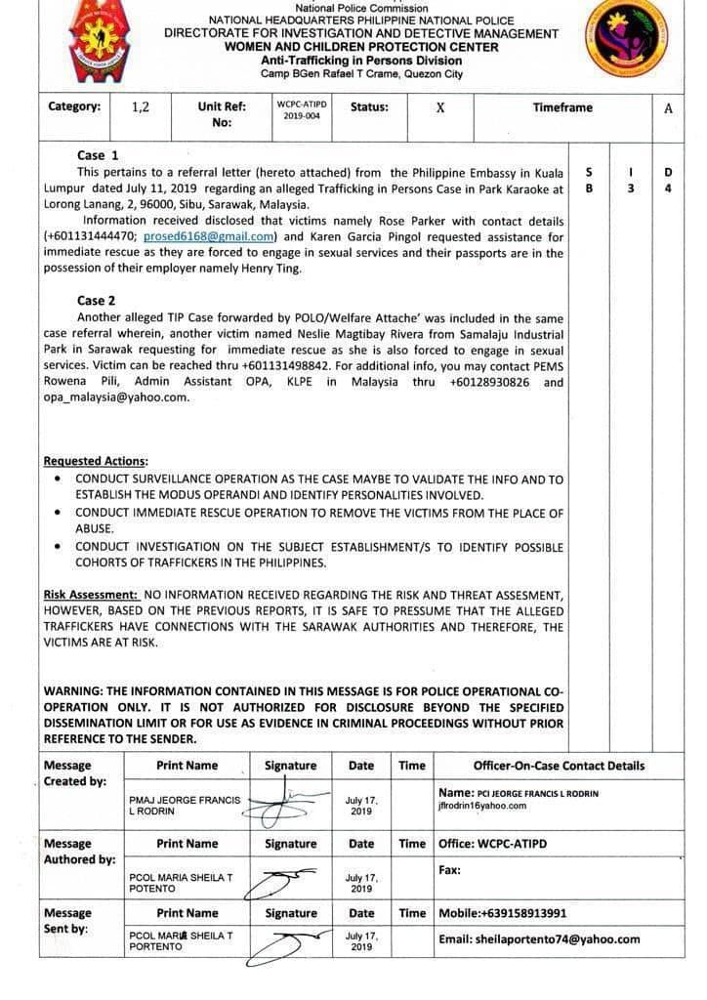 National Police Commission
NATIONAL HEADQUARTERS PHILIPPINE NATIONAL POLICE
DIRECTORATE FOR INVESTIGATION AND DETECTIVE MANAGEMENT
WOMEN AND CHILDREN PROTECTION CENTER
Anti-Trafficking in Persons Division
Camp BGen Rafael T Crame, Quezon City
Category: 1,2 Unit Ref: No: WCPC-ATIPD 2019-004 Status: X Timeframe A
Case 1
This pertains to a referral letter (hereto attached) from the Philippine Embassy in Kuala
Lumpur dated July 11, 2019 regarding an alleged Trafficking in Persons Case in Park Karaoke at
Lorong Lanang, 2, 96000, Sibu, Sarawak, Malaysia.
Information received disclosed that victims namely Rose Parker with contact details
(+601131444470; prosed6168@gmail.com) and Karen Garcia Pingol requested assistance for
immediate rescue as they are forced to engage in sexual services and their passports are in the
possession of their employer namely Henry Ting.
S I D
B 3 4
Case 2
Another alleged TIP Case forwarded by POLO/Welfare Attache’ was included in the same
case referral wherein, another victim named Neslie Magtibay Rivera from Samalaju Industrial
Park in Sarawak requesting for immediate rescue as she is also forced to engage in sexual
services. Victim can be reached thru +601131498842. For additional info, you may contact PEMS
Rowena Pili, Admin Assistant OPA, KLPE in Malaysia thru +60128930826 and
opa_malaysia@yahoo.com.
Requested Actions:
• CONDUCT SURVEILLANCE OPERATION AS THE CASE MAYBE TO VALIDATE THE INFO AND TO
ESTABLISH THE MODUS OPERANDI AND IDENTIFY PERSONALITIES INVOLVED.
• CONDUCT IMMEDIATE RESCUE OPERATION TO REMOVE THE VICTIMS FROM THE PLACE OF
ABUSE.
• CONDUCT INVESTIGATION ON THE SUBJECT ESTABLISHMENT/S TO IDENTIFY POSSIBLE
COHORTS OF TRAFFICKERS IN THE PHILIPPINES.
Risk Assessment: NO INFORMATION RECEIVED REGARDING THE RISK AND THREAT ASSESMENT,
HOWEVER, BASED ON THE PREVIOUS REPORTS, IT IS SAFE TO PRESSUME THAT THE ALLEGED
TRAFFICKERS HAVE CONNECTIONS WITH THE SARAWAK AUTHORITIES AND THEREFORE, THE
VICTIMS ARE AT RISK.
WARNING: THE INFORMATION CONTAINED IN THIS MESSAGE IS FOR POLICE OPERATIONAL CO-
OPERATION ONLY. IT IS NOT AUTHORIZED FOR DISCLOSURE BEYOND THE SPECIFIED
DISSEMINATION LIMIT OR FOR USE AS EVIDENCE IN CRIMINAL PROCEEDINGS WITHOUT PRIOR
REFERENCE TO THE SENDER.
Message Created by: Print Name Signature Date Time Officer-On-Case Contact Details
PMAJ JEORGE FRANCIS L RODRIN July 17, 2019 Name: PCI JEORGE FRANCIS L RODRIN
jflrodrin16yahoo.com
Message Authored by: Print Name Signature Date Time Office: WCPC-ATIPD
PCOL MARIA SHEILA T POTENTO July 17, 2019 Fax:
Message Sent by: Print Name Signature Date Time Mobile:+639158913991
PCOL MARIA SHEILA T PORTENTO July 17, 2019 Email: sheilaportento74@yahoo.com